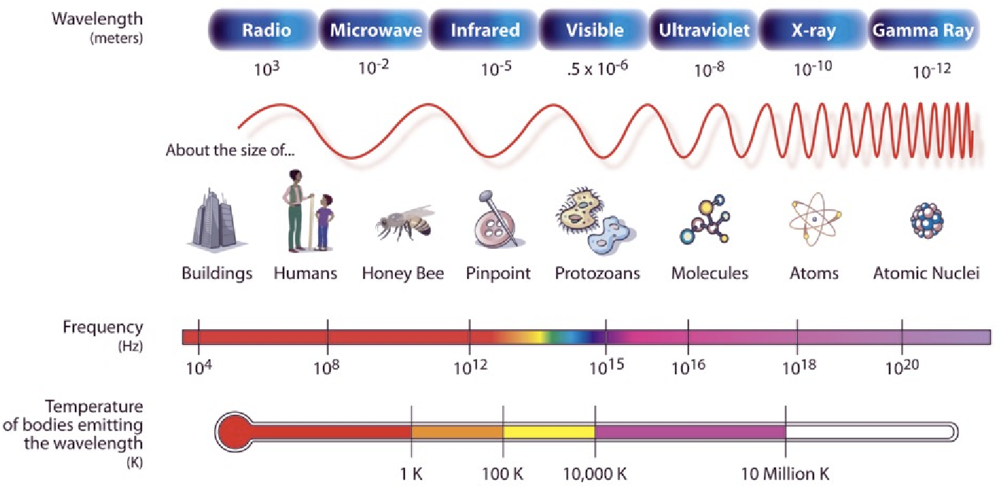 Wavelength
(meters)
Radio Microwave Infrared Visible Ultraviolet X-ray Gamma Ray
10³ 10⁻² 10⁻⁵ .5 x 10⁻⁶ 10⁻⁸ 10⁻¹⁰ 10⁻¹²
About the size of...
Buildings Humans Honey Bee Pinpoint Protozoans Molecules Atoms Atomic Nuclei
Frequency
(Hz)
10⁴ 10⁸ 10¹² 10¹⁵ 10¹⁶ 10¹⁸ 10²⁰
Temperature
of bodies emitting
the wavelength
(K)
1 K 100 K 10,000 K 10 Million K